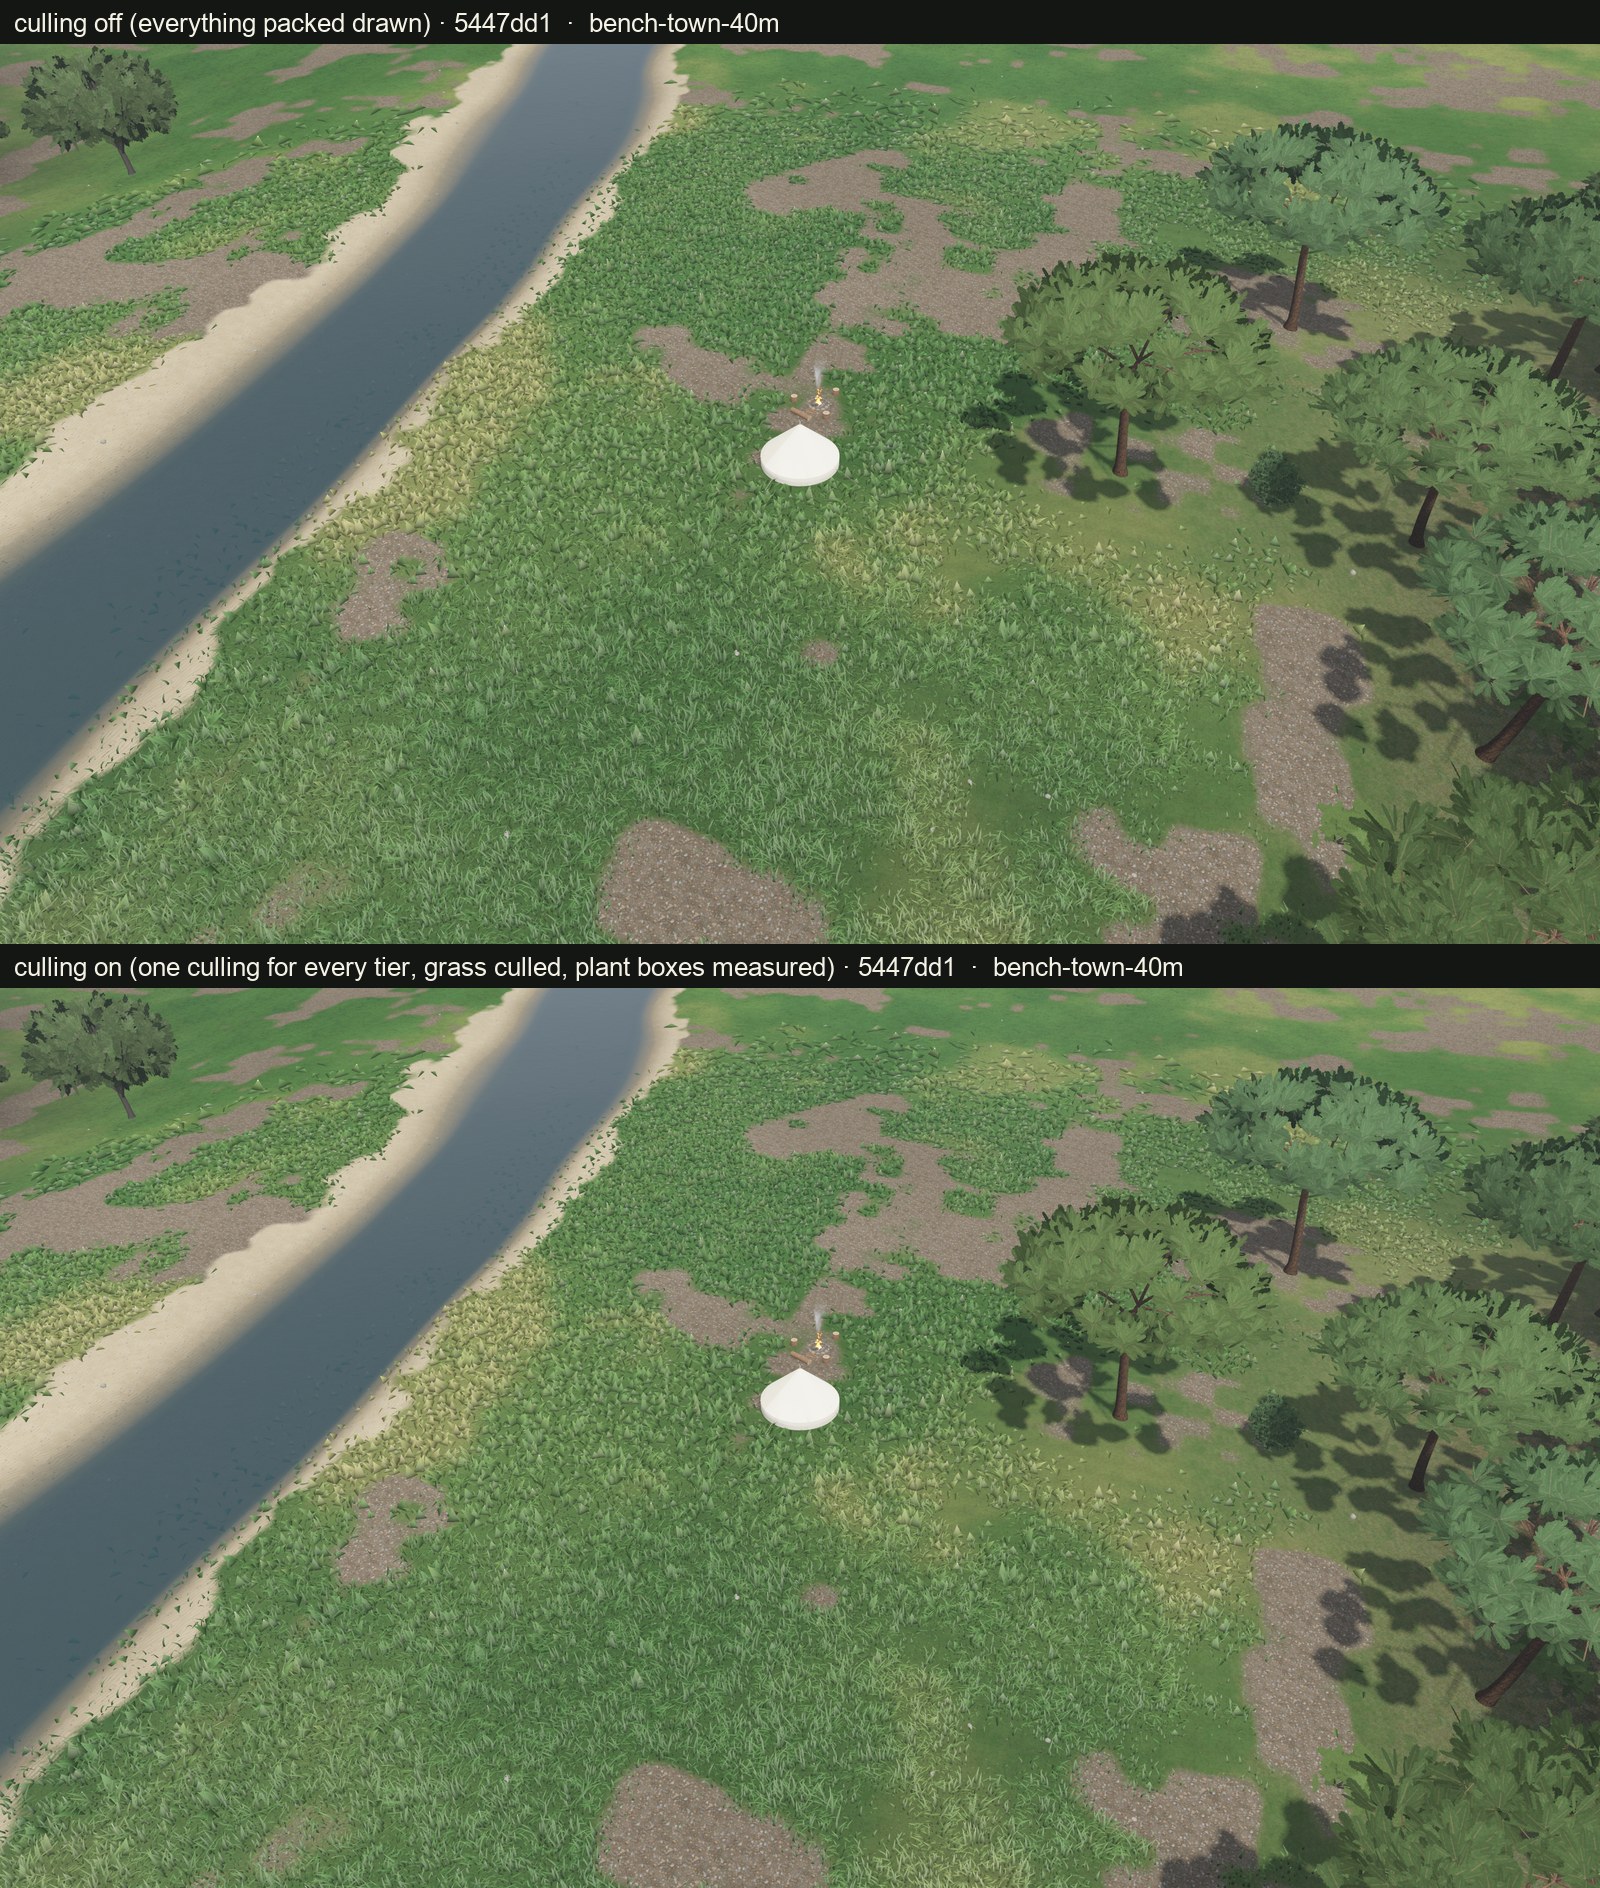 culling off (everything packed drawn) · 5447dd1 · bench-town-40m
culling on (one culling for every tier, grass culled, plant boxes measured) · 5447dd1 · bench-town-40m